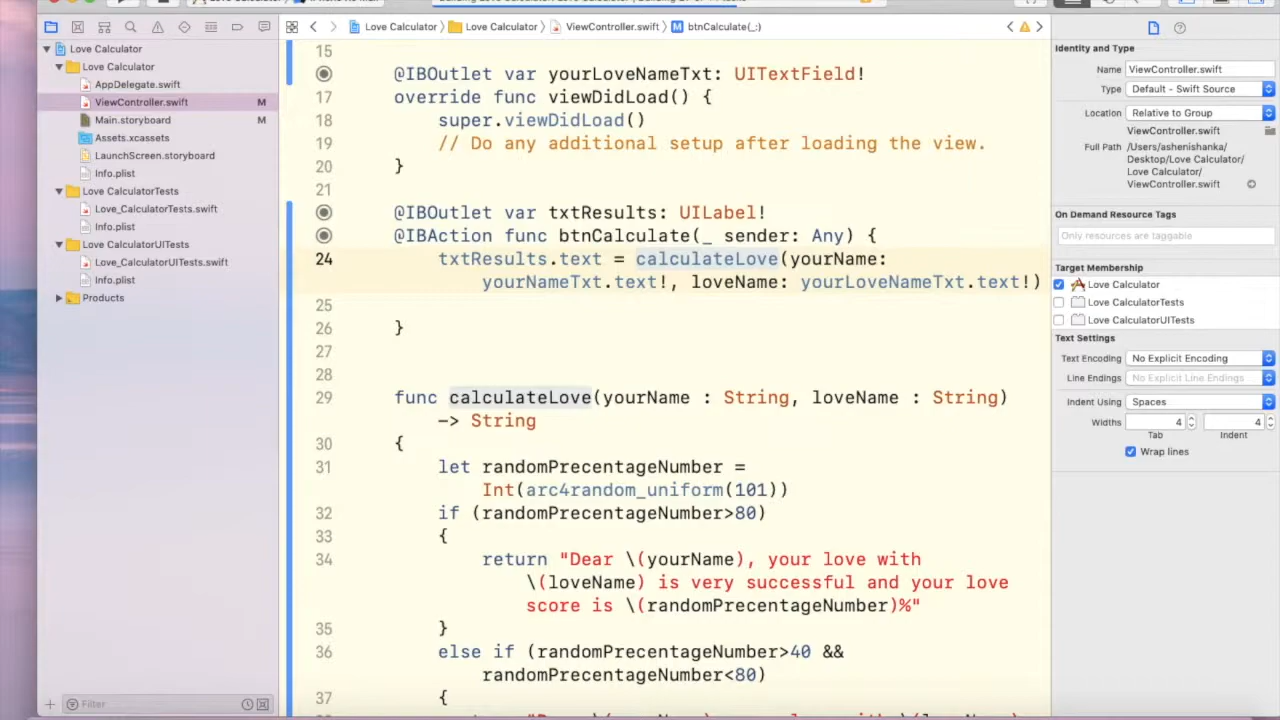 Love Calculator
Love Calculator
ViewController.swift
btnCalculate(_:)
Love Calculator
Love Calculator
AppDelegate.swift
ViewController.swift M
Main.storyboard M
Assets.xcassets
LaunchScreen.storyboard
Info.plist
Love CalculatorTests
Love_CalculatorTests.swift
Info.plist
Love CalculatorUITests
Love_CalculatorUITests.swift
Info.plist
Products
Filter
15
@IBOutlet var yourLoveNameTxt: UITextField!
17 override func viewDidLoad() {
18 super.viewDidLoad()
19 // Do any additional setup after loading the view.
20 }
21
@IBOutlet var txtResults: UILabel!
@IBAction func btnCalculate(_ sender: Any) {
24 txtResults.text = calculateLove(yourName:
yourNameTxt.text!, loveName: yourLoveNameTxt.text!)
25
26 }
27
28
29 func calculateLove(yourName : String, loveName : String)
-> String
30 {
31 let randomPrecentageNumber =
Int(arc4random_uniform(101))
32 if (randomPrecentageNumber>80)
33 {
34 return "Dear \(yourName), your love with
\(loveName) is very successful and your love
score is \(randomPrecentageNumber)%"
35 }
36 else if (randomPrecentageNumber>40 &&
randomPrecentageNumber<80)
37 {
Identity and Type
Name ViewController.swift
Type Default - Swift Source
Location Relative to Group
ViewController.swift
Full Path /Users/ashenishanka/
Desktop/Love Calculator/
Love Calculator/
ViewController.swift
On Demand Resource Tags
Only resources are taggable
Target Membership
Love Calculator
Love CalculatorTests
Love CalculatorUITests
Text Settings
Text Encoding No Explicit Encoding
Line Endings No Explicit Line Endings
Indent Using Spaces
Widths 4 4
Tab Indent
Wrap lines